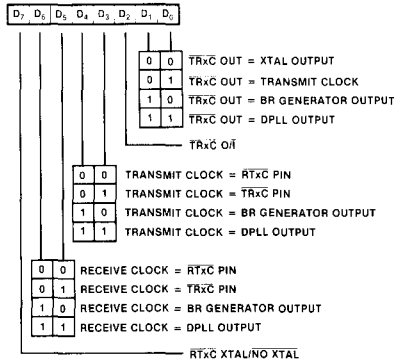 D7 D6 D5 D4 D3 D2 D1 D0
0 0 TRxC OUT = XTAL OUTPUT
0 1 TRxC OUT = TRANSMIT CLOCK
1 0 TRxC OUT = BR GENERATOR OUTPUT
1 1 TRxC OUT = DPLL OUTPUT
TRxC O/I
0 0 TRANSMIT CLOCK = RTxC PIN
0 1 TRANSMIT CLOCK = TRxC PIN
1 0 TRANSMIT CLOCK = BR GENERATOR OUTPUT
1 1 TRANSMIT CLOCK = DPLL OUTPUT
0 0 RECEIVE CLOCK = RTxC PIN
0 1 RECEIVE CLOCK = TRxC PIN
1 0 RECEIVE CLOCK = BR GENERATOR OUTPUT
1 1 RECEIVE CLOCK = DPLL OUTPUT
RTxC XTAL/NO XTAL